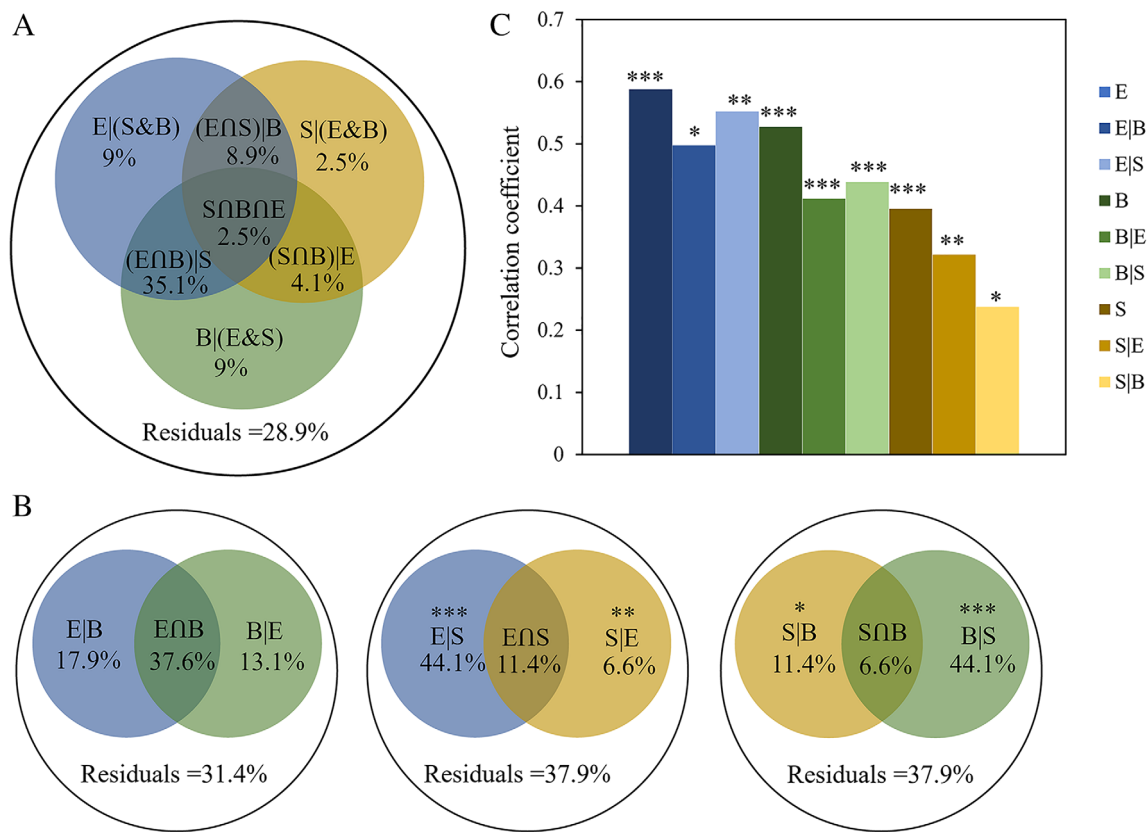 A
E|(S&B)
9%
(E∩S)|B
8.9%
S|(E&B)
2.5%
S∩B∩E
2.5%
(E∩B)|S
35.1%
(S∩B)|E
4.1%
B|(E&S)
9%
Residuals =28.9%
C
Correlation coefficient
0.7
0.6
0.5
0.4
0.3
0.2
0.1
0
***
*
**
***
***
***
***
**
*
E
E|B
E|S
B
B|E
B|S
S
S|E
S|B
B
E|B
17.9%
E∩B
37.6%
B|E
13.1%
Residuals =31.4%
***
E|S
44.1%
E∩S
11.4%
**
S|E
6.6%
Residuals =37.9%
*
S|B
11.4%
S∩B
6.6%
***
B|S
44.1%
Residuals =37.9%